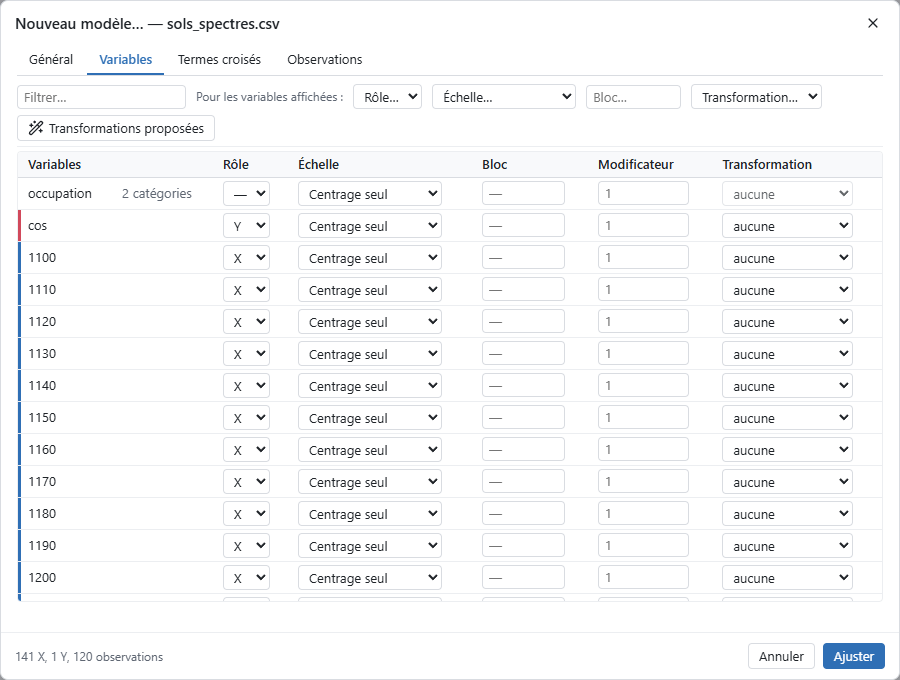 Nouveau modèle... — sols_spectres.csv
Général Variables Termes croisés Observations
Filtrer... Pour les variables affichées : Rôle... Échelle... Bloc... Transformation...
Transformations proposées
Variables Rôle Échelle Bloc Modificateur Transformation
occupation 2 catégories — Centrage seul — 1 aucune
cos Y Centrage seul — 1 aucune
1100 X Centrage seul — 1 aucune
1110 X Centrage seul — 1 aucune
1120 X Centrage seul — 1 aucune
1130 X Centrage seul — 1 aucune
1140 X Centrage seul — 1 aucune
1150 X Centrage seul — 1 aucune
1160 X Centrage seul — 1 aucune
1170 X Centrage seul — 1 aucune
1180 X Centrage seul — 1 aucune
1190 X Centrage seul — 1 aucune
1200 X Centrage seul — 1 aucune
141 X, 1 Y, 120 observations Annuler Ajuster